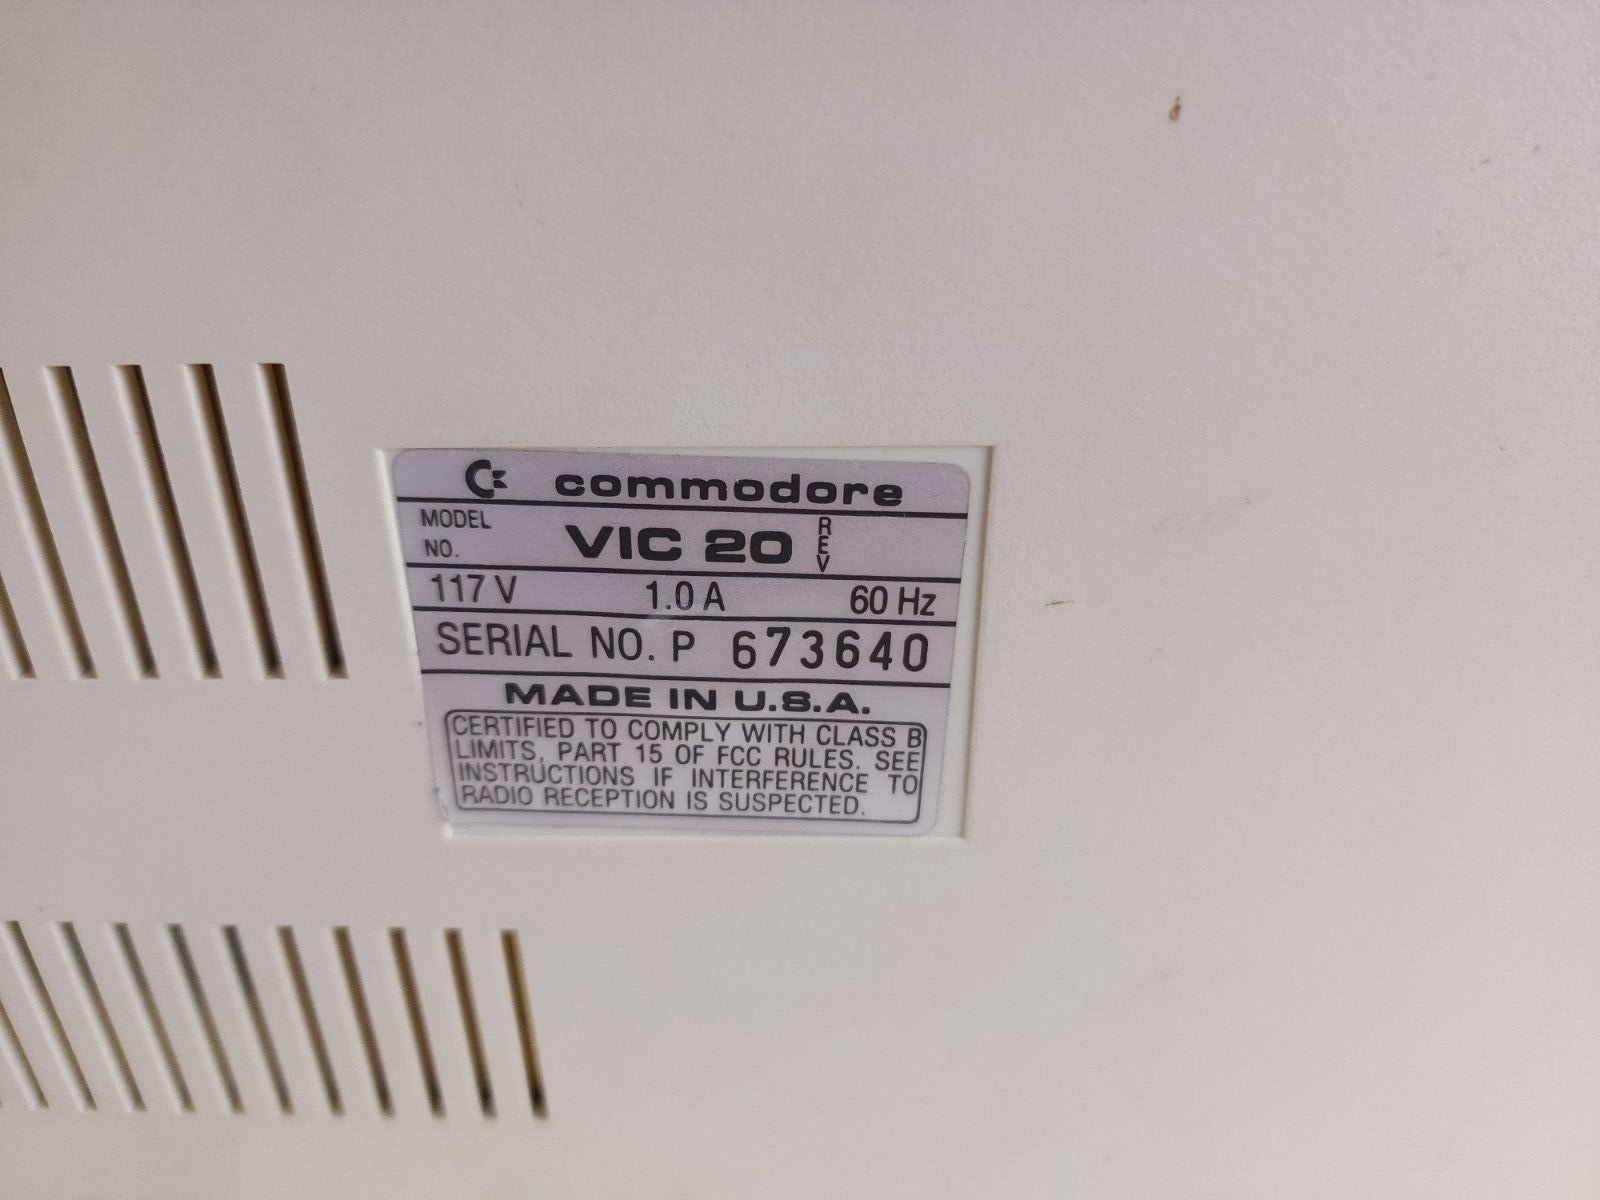 commodore
MODEL NO. VIC 20 REV
117 V 1.0 A 60 Hz
SERIAL NO. P 673640
MADE IN U.S.A.
CERTIFIED TO COMPLY WITH CLASS B
LIMITS, PART 15 OF FCC RULES. SEE
INSTRUCTIONS IF INTERFERENCE TO
RADIO RECEPTION IS SUSPECTED.